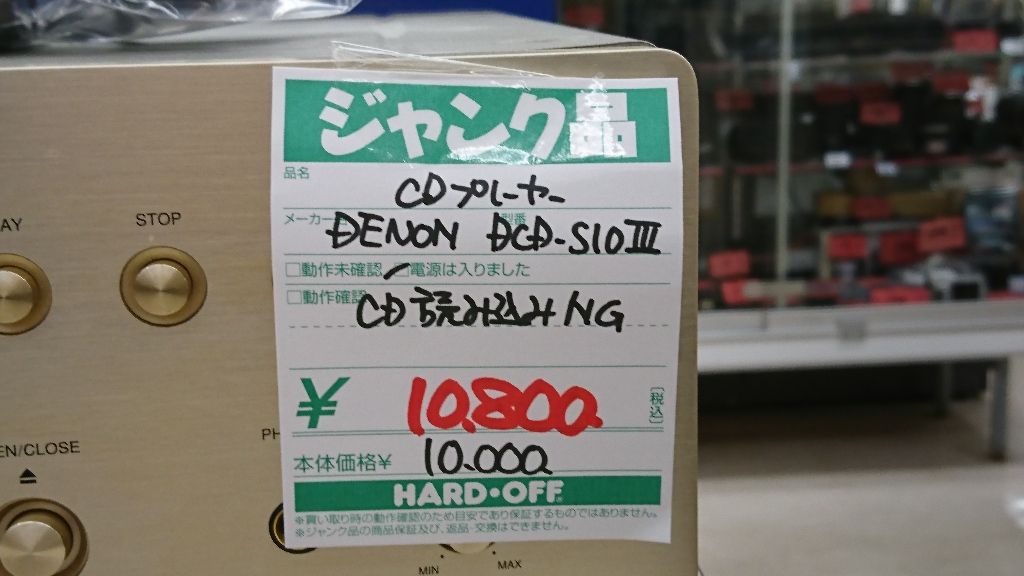 ジャンク品
品名
CDプレーヤー
メーカー 型番
DENON DCD-S10III
□動作未確認 □電源は入りました
□動作確認
CD読み込みNG
¥ 10.800 〔税込〕
本体価格¥ 10.000
HARD・OFF
※買い取り時の動作確認のため目安であり保証するものではありません。
※ジャンク品の商品保証及び、返品・交換はできません。
AY
STOP
EN/CLOSE
PH
MIN
MAX